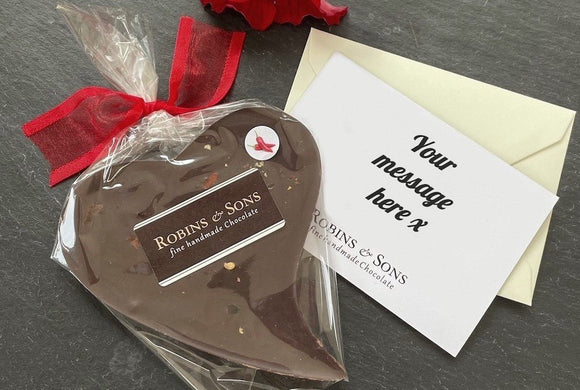 ROBINS & SONS
fine handmade Chocolate
Your
message
here x
ROBINS & SONS
fine handmade Chocolate